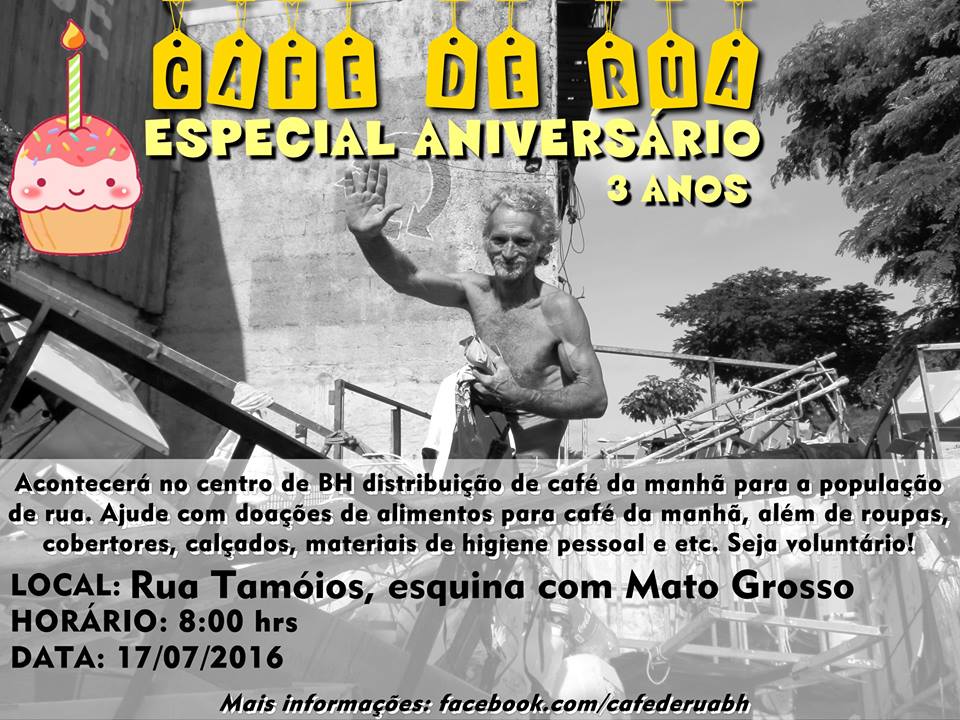 CAFE DE RUA
ESPECIAL ANIVERSÁRIO
3 ANOS
Acontecerá no centro de BH distribuição de café da manhã para a população
de rua. Ajude com doações de alimentos para café da manhã, além de roupas,
cobertores, calçados, materiais de higiene pessoal e etc. Seja voluntário!
LOCAL: Rua Tamóios, esquina com Mato Grosso
HORÁRIO: 8:00 hrs
DATA: 17/07/2016
Mais informações: facebook.com/cafederuabh